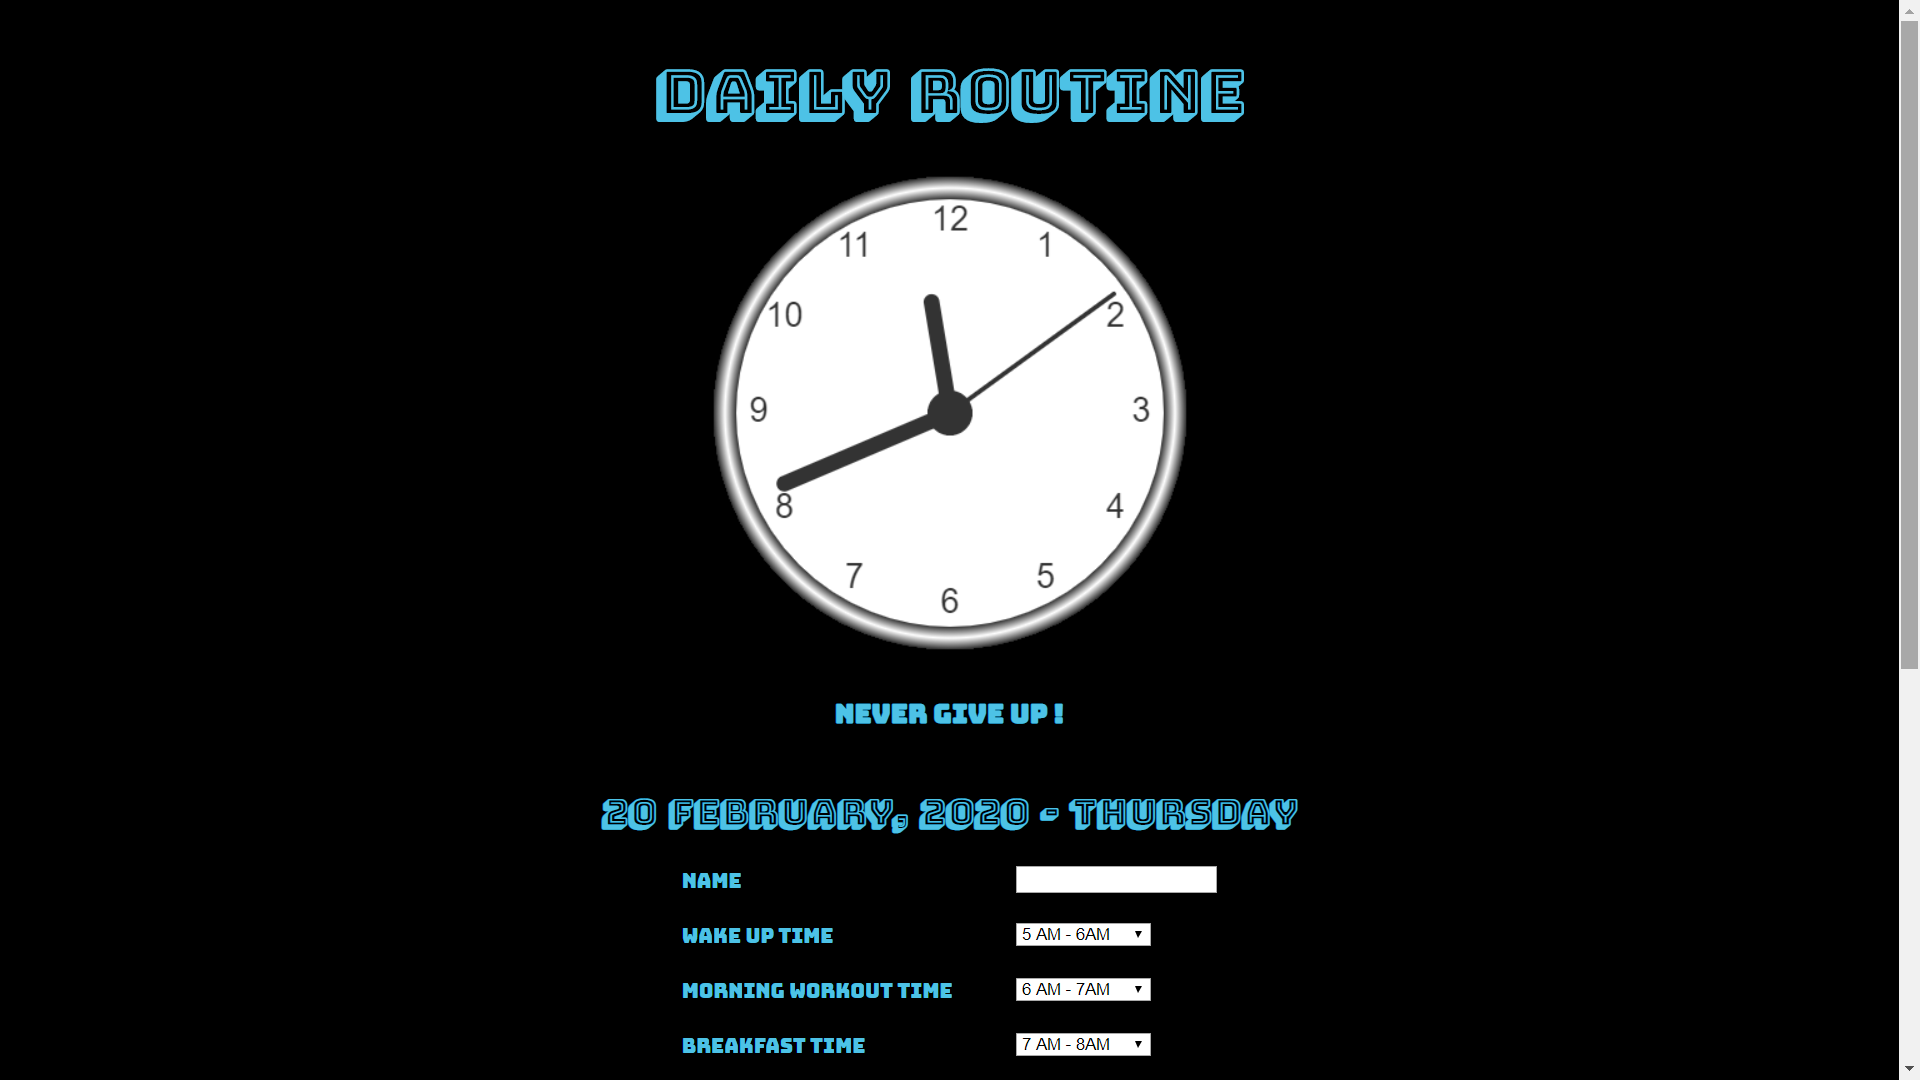 DAILY ROUTINE
12
11 1
10 2
9 3
8 4
7 5
6
NEVER GIVE UP !
20 FEBRUARY, 2020 - THURSDAY
NAME
WAKE UP TIME 5 AM - 6AM
MORNING WORKOUT TIME 6 AM - 7AM
BREAKFAST TIME 7 AM - 8AM